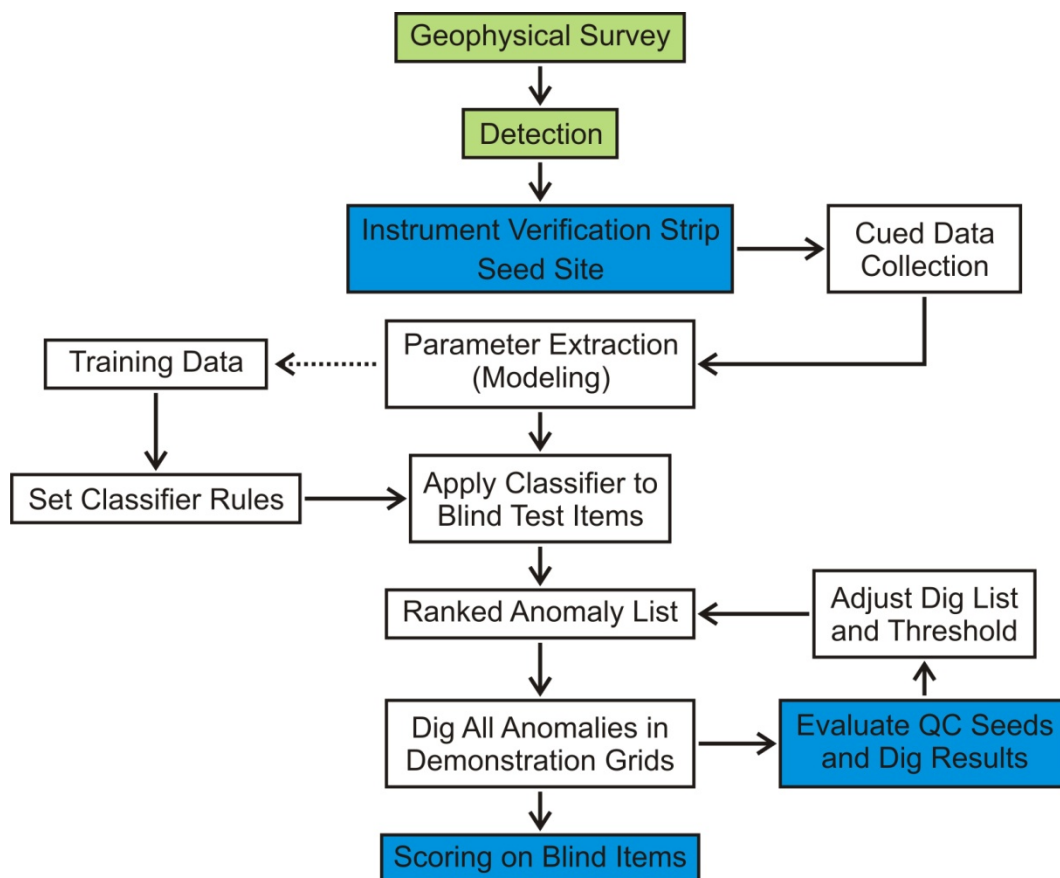 Geophysical Survey
Detection
Instrument Verification Strip
Seed Site
Cued Data
Collection
Parameter Extraction
(Modeling)
Training Data
Set Classifier Rules
Apply Classifier to
Blind Test Items
Ranked Anomaly List
Adjust Dig List
and Threshold
Dig All Anomalies in
Demonstration Grids
Evaluate QC Seeds
and Dig Results
Scoring on Blind Items